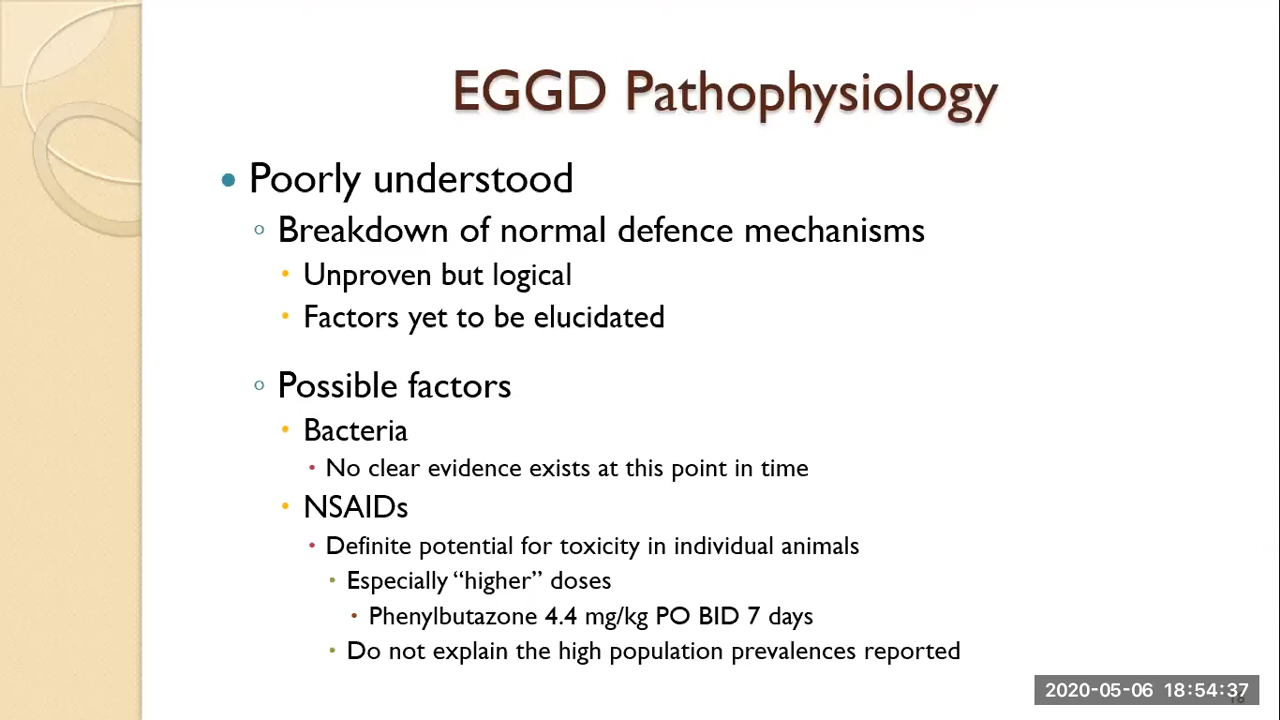 EGGD Pathophysiology
Poorly understood
Breakdown of normal defence mechanisms
Unproven but logical
Factors yet to be elucidated
Possible factors
Bacteria
No clear evidence exists at this point in time
NSAIDs
Definite potential for toxicity in individual animals
Especially “higher” doses
Phenylbutazone 4.4 mg/kg PO BID 7 days
Do not explain the high population prevalences reported
2020-05-06 18:54:37